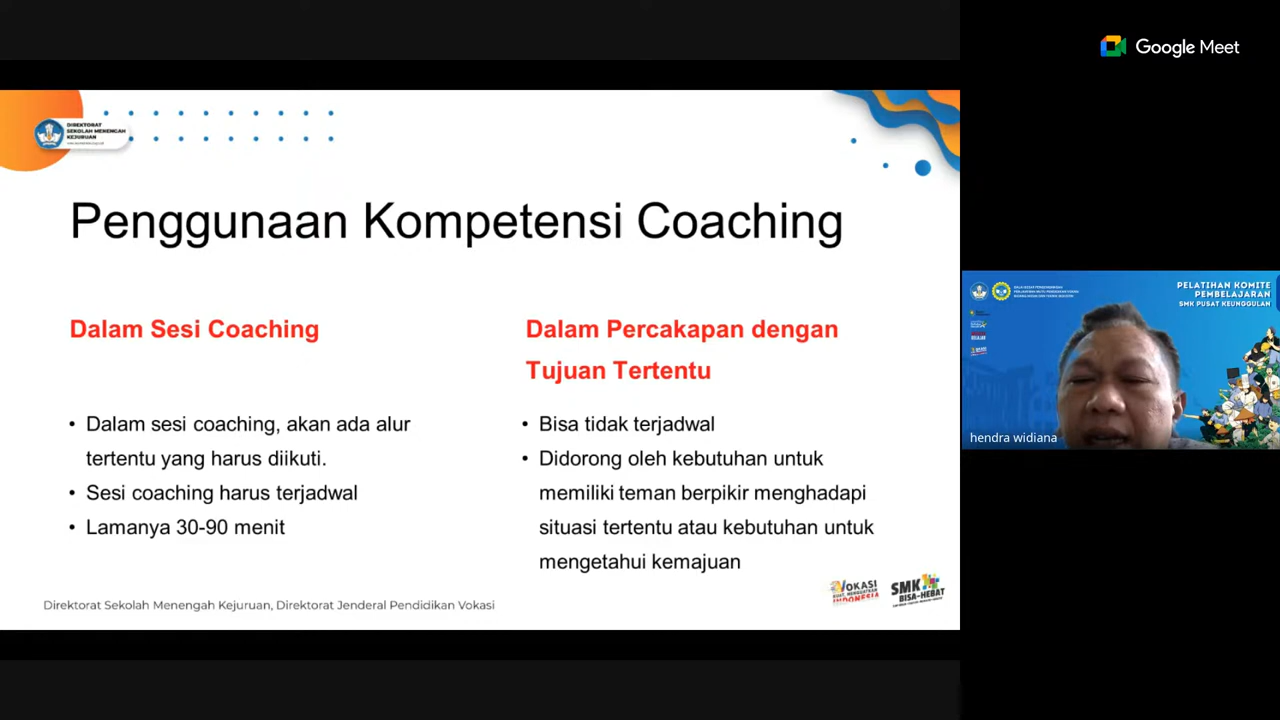 Google Meet
DIREKTORAT
SEKOLAH MENENGAH
KEJURUAN
Penggunaan Kompetensi Coaching
Dalam Sesi Coaching
• Dalam sesi coaching, akan ada alur
tertentu yang harus diikuti.
• Sesi coaching harus terjadwal
• Lamanya 30-90 menit
Dalam Percakapan dengan
Tujuan Tertentu
• Bisa tidak terjadwal
• Didorong oleh kebutuhan untuk
memiliki teman berpikir menghadapi
situasi tertentu atau kebutuhan untuk
mengetahui kemajuan
Direktorat Sekolah Menengah Kejuruan, Direktorat Jenderal Pendidikan Vokasi
VOKASI
INDONESIA
SMK
BISA-HEBAT
PELATIHAN KOMITE
PEMBELAJARAN
SMK PUSAT KEUNGGULAN
hendra widiana